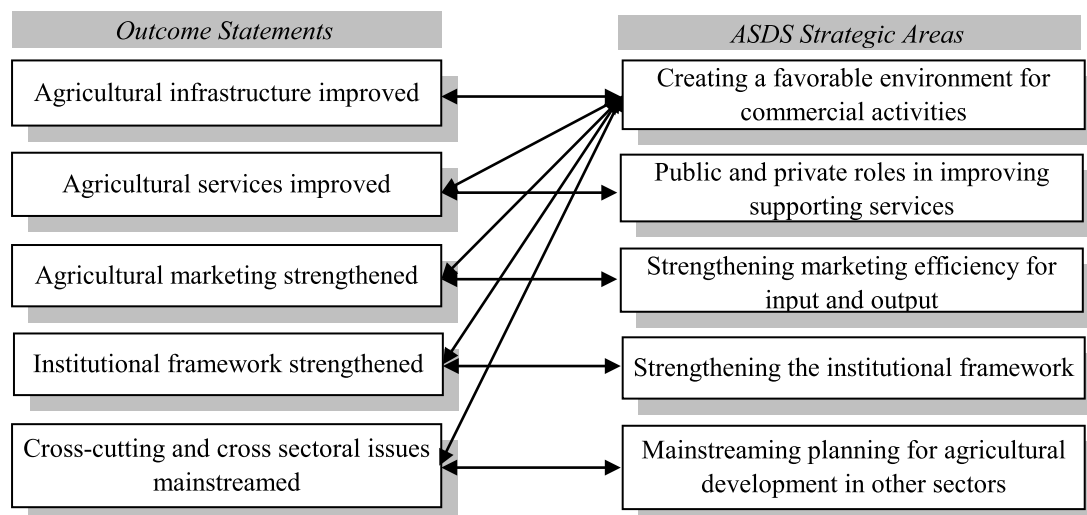 Outcome Statements
ASDS Strategic Areas
Agricultural infrastructure improved
Creating a favorable environment for
commercial activities
Agricultural services improved
Public and private roles in improving
supporting services
Agricultural marketing strengthened
Strengthening marketing efficiency for
input and output
Institutional framework strengthened
Strengthening the institutional framework
Cross-cutting and cross sectoral issues
mainstreamed
Mainstreaming planning for agricultural
development in other sectors